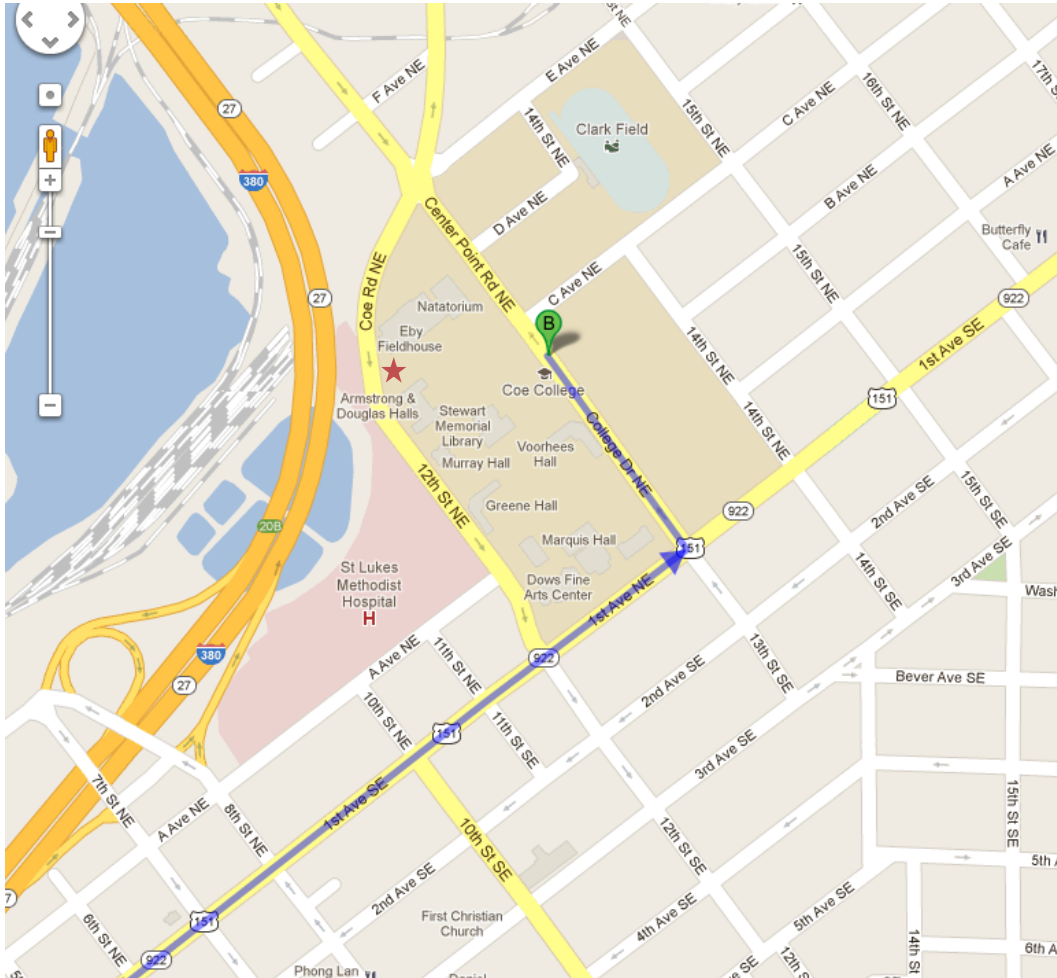 27
F Ave NE
E Ave NE
17th
16th St NE
15th St NE
C Ave NE
14th St NE
Clark Field
380
A Ave NE
B Ave NE
D Ave NE
Center Point Rd NE
Butterfly
Cafe
15th St NE
Coe Rd NE
C Ave NE
27
922
Natatorium
Eby
Fieldhouse
B
14th St NE
1st Ave SE
Coe College
151
Armstrong &
Douglas Halls
Stewart
Memorial
Library
14th St NE
College Dr NE
Voorhees
Hall
Murray Hall
12th St NE
Greene Hall
922
2nd Ave SE
15th St SE
20B
Marquis Hall
151
3rd Ave SE
St Lukes
Methodist
Hospital
H
Dows Fine
Arts Center
1st Ave NE
14th St SE
Wash
380
A Ave NE
11th St NE
922
13th St SE
2nd Ave SE
Bever Ave SE
27
10th St NE
151
11th St SE
3rd Ave SE
7th St NE
A Ave NE
8th St NE
1st Ave SE
15th St SE
10th St SE
12th St SE
5th A
7
2nd Ave SE
6th St NE
151
First Christian
Church
4th Ave SE
5th Ave SE
14th St
6th A
922
Phong Lan
12th St